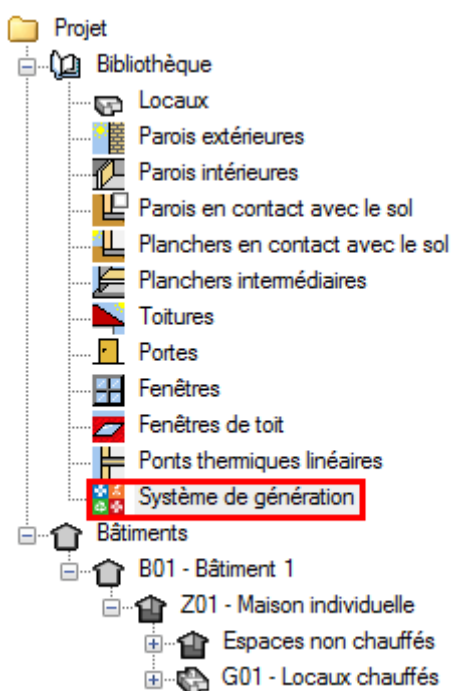 Projet
Bibliothèque
Locaux
Parois extérieures
Parois intérieures
Parois en contact avec le sol
Planchers en contact avec le sol
Planchers intermédiaires
Toitures
Portes
Fenêtres
Fenêtres de toit
Ponts thermiques linéaires
Système de génération
Bâtiments
B01 - Bâtiment 1
Z01 - Maison individuelle
Espaces non chauffés
G01 - Locaux chauffés